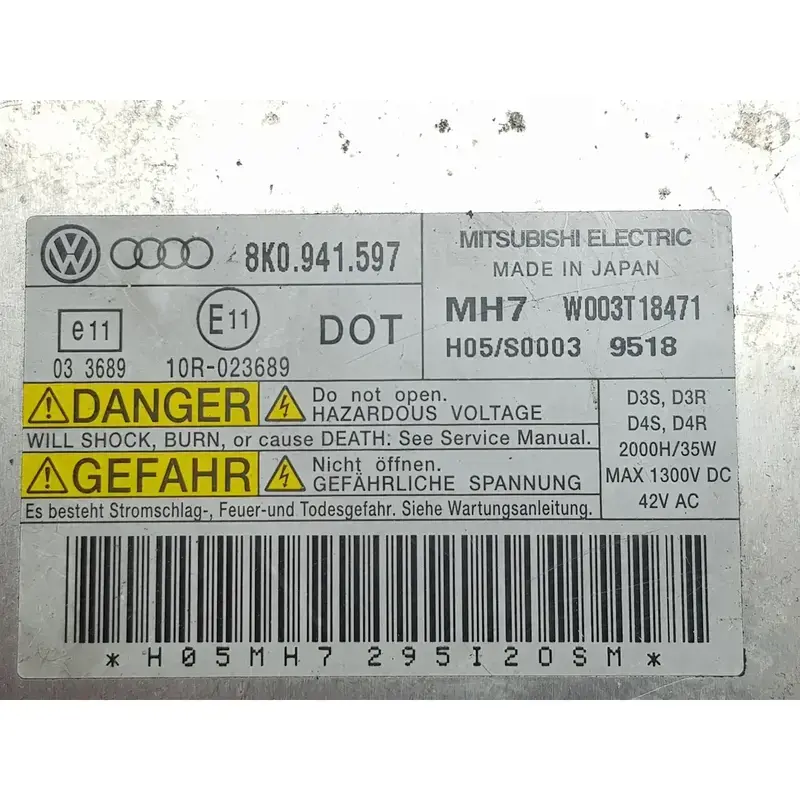 8K0.941.597
MITSUBISHI ELECTRIC
MADE IN JAPAN
e11
E11
DOT
03 3689
10R-023689
MH7 W003T18471
H05/S0003 9518
DANGER
Do not open.
HAZARDOUS VOLTAGE
WILL SHOCK, BURN, or cause DEATH: See Service Manual.
GEFAHR
Nicht öffnen.
GEFÄHRLICHE SPANNUNG
Es besteht Stromschlag-, Feuer-und Todesgefahr. Siehe Wartungsanleitung.
D3S, D3R
D4S, D4R
2000H/35W
MAX 1300V DC
42V AC
*H05MH7295I20SM*